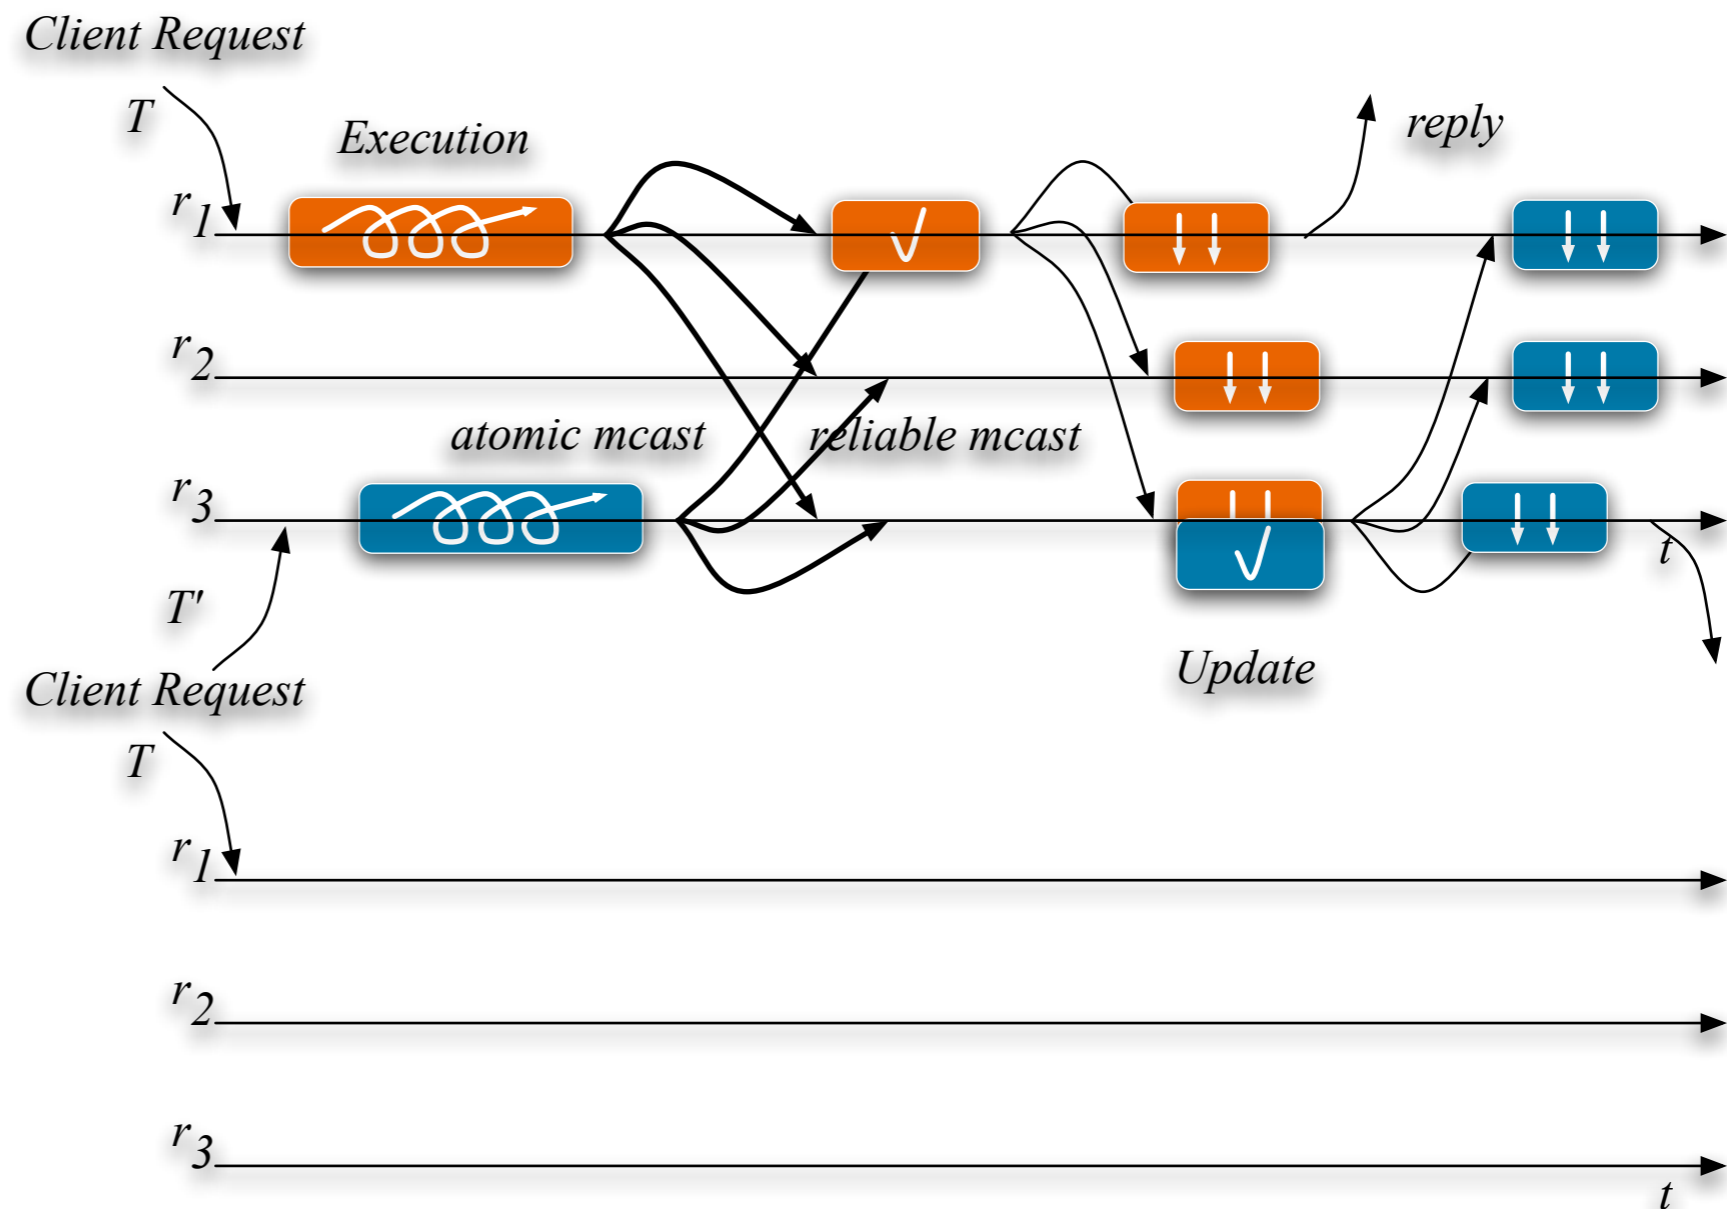 Client Request
T
Execution
reply
r1
r2
atomic mcast
reliable mcast
r3
t
T'
Update
Client Request
T
r1
r2
r3
t